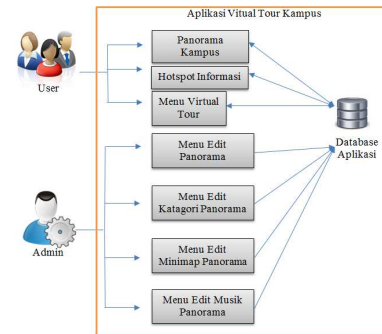 Aplikasi Vitual Tour Kampus
Panorama
Kampus
Hotspot Informasi
Menu Virtual
Tour
User
Menu Edit
Panorama
Database
Aplikasi
Menu Edit
Katagori Panorama
Admin
Menu Edit
Minimap Panorama
Menu Edit Musik
Panorama